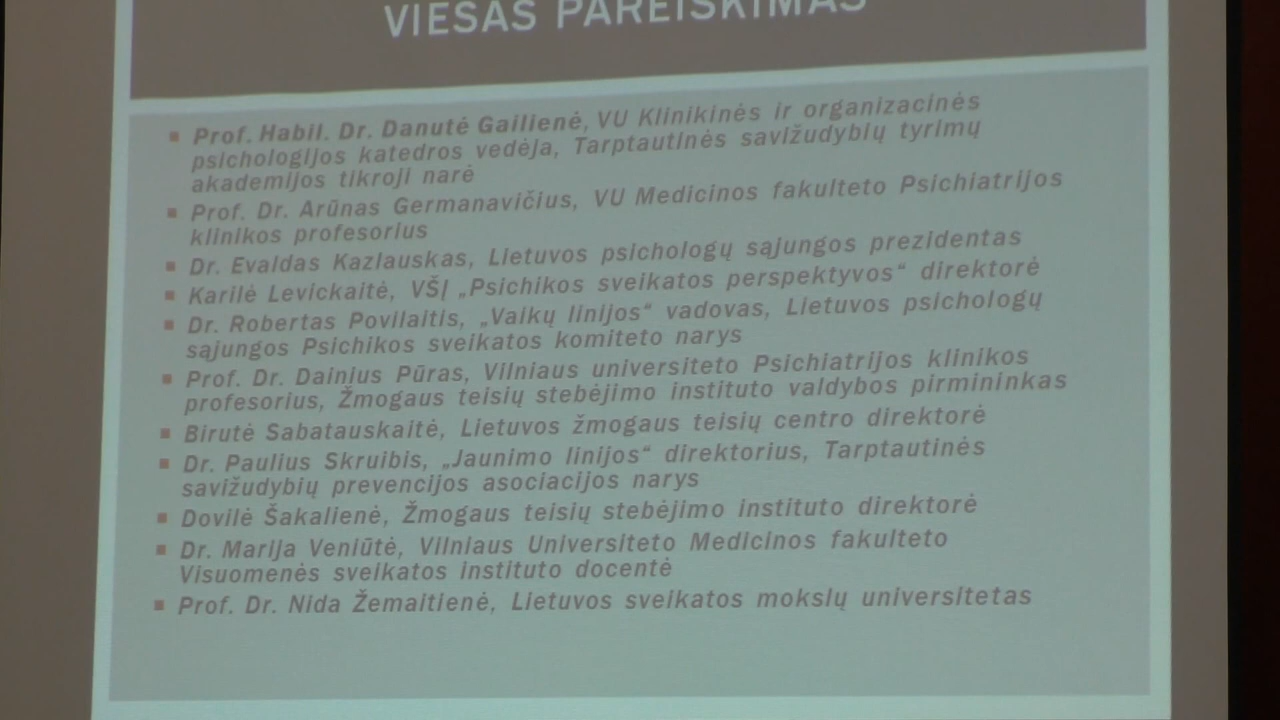 VIEŠAS PAREIŠKIMAS
Prof. Habil. Dr. Danutė Gailienė, VU Klinikinės ir organizacinės
psichologijos katedros vedėja, Tarptautinės savižudybių tyrimų
akademijos tikroji narė
Prof. Dr. Arūnas Germanavičius, VU Medicinos fakulteto Psichiatrijos
klinikos profesorius
Dr. Evaldas Kazlauskas, Lietuvos psichologų sąjungos prezidentas
Karilė Levickaitė, VŠĮ „Psichikos sveikatos perspektyvos“ direktorė
Dr. Robertas Povilaitis, „Vaikų linijos“ vadovas, Lietuvos psichologų
sąjungos Psichikos sveikatos komiteto narys
Prof. Dr. Dainius Pūras, Vilniaus universiteto Psichiatrijos klinikos
profesorius, Žmogaus teisių stebėjimo instituto valdybos pirmininkas
Birutė Sabatauskaitė, Lietuvos žmogaus teisių centro direktorė
Dr. Paulius Skruibis, „Jaunimo linijos“ direktorius, Tarptautinės
savižudybių prevencijos asociacijos narys
Dovilė Šakalienė, Žmogaus teisių stebėjimo instituto direktorė
Dr. Marija Veniūtė, Vilniaus Universiteto Medicinos fakulteto
Visuomenės sveikatos instituto docentė
Prof. Dr. Nida Žemaitienė, Lietuvos sveikatos mokslų universitetas